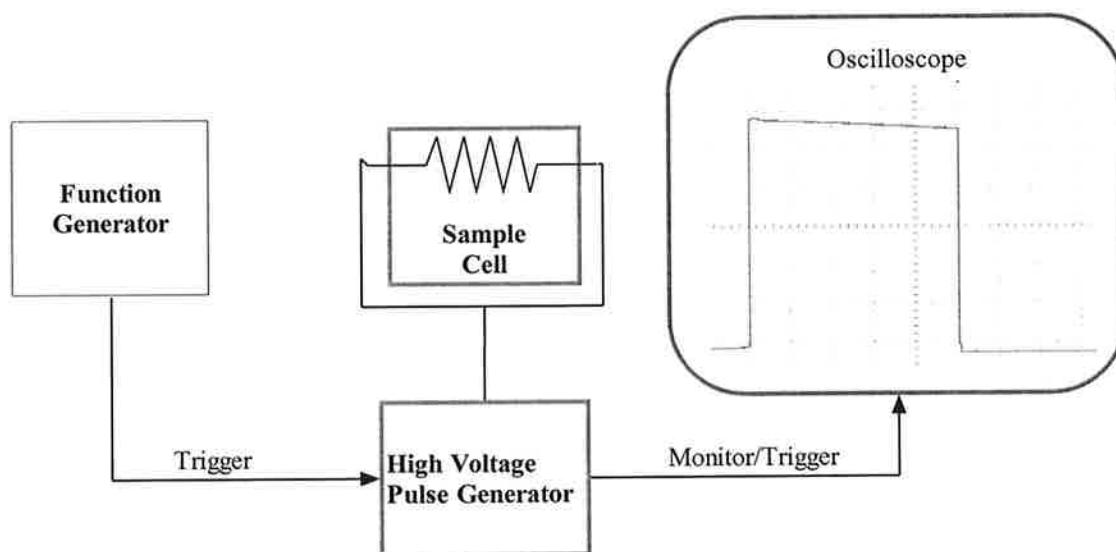 Oscilloscope
Function
Generator
Sample
Cell
Trigger
High Voltage
Pulse Generator
Monitor/Trigger